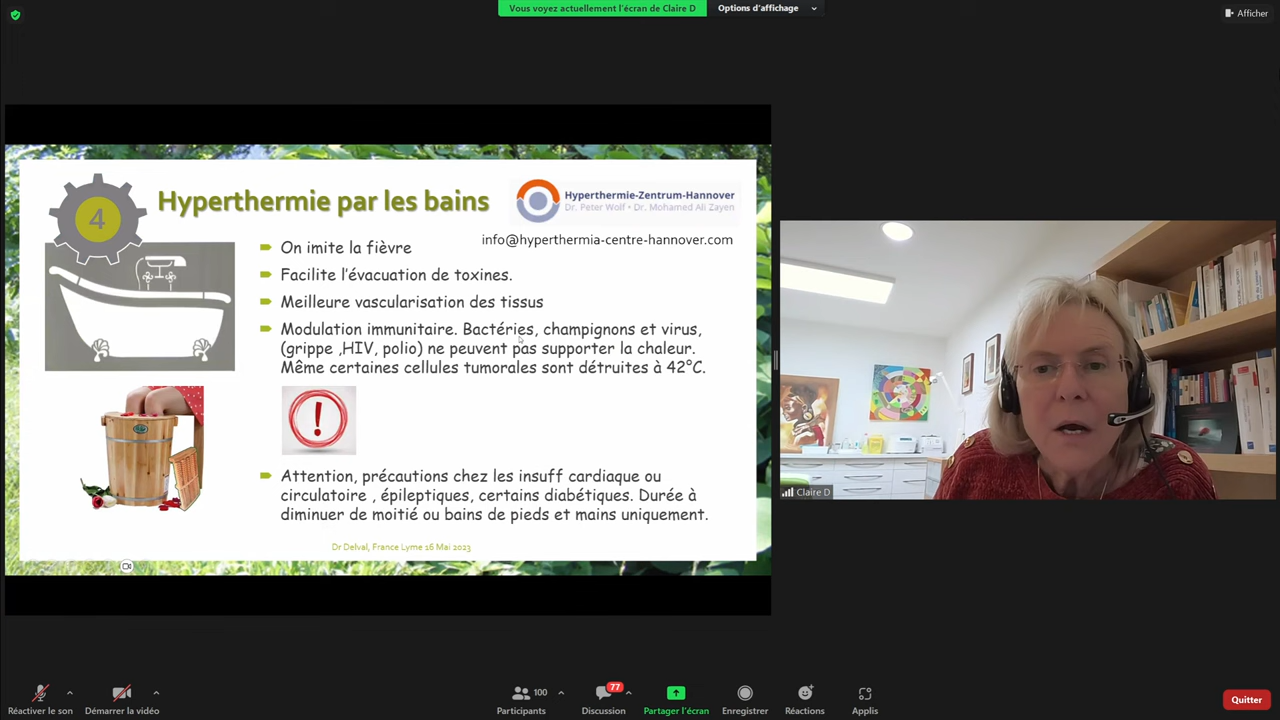 Vous voyez actuellement l'écran de Claire D
Options d'affichage
Afficher
4
Hyperthermie par les bains
Hyperthermie-Zentrum-Hannover
Dr. Peter Wolf • Dr. Mohamed Ali Zayen
info@hyperthermia-centre-hannover.com
On imite la fièvre
Facilite l'évacuation de toxines.
Meilleure vascularisation des tissus
Modulation immunitaire. Bactéries, champignons et virus,
(grippe ,HIV, polio) ne peuvent pas supporter la chaleur.
Même certaines cellules tumorales sont détruites à 42°C.
!
Attention, précautions chez les insuff cardiaque ou
circulatoire , épileptiques, certains diabétiques. Durée à
diminuer de moitié ou bains de pieds et mains uniquement.
Dr Delval, France Lyme 16 Mai 2023
Claire D
Réactiver le son
Démarrer la vidéo
100
Participants
77
Discussion
Partager l'écran
Enregistrer
Réactions
Applis
Quitter